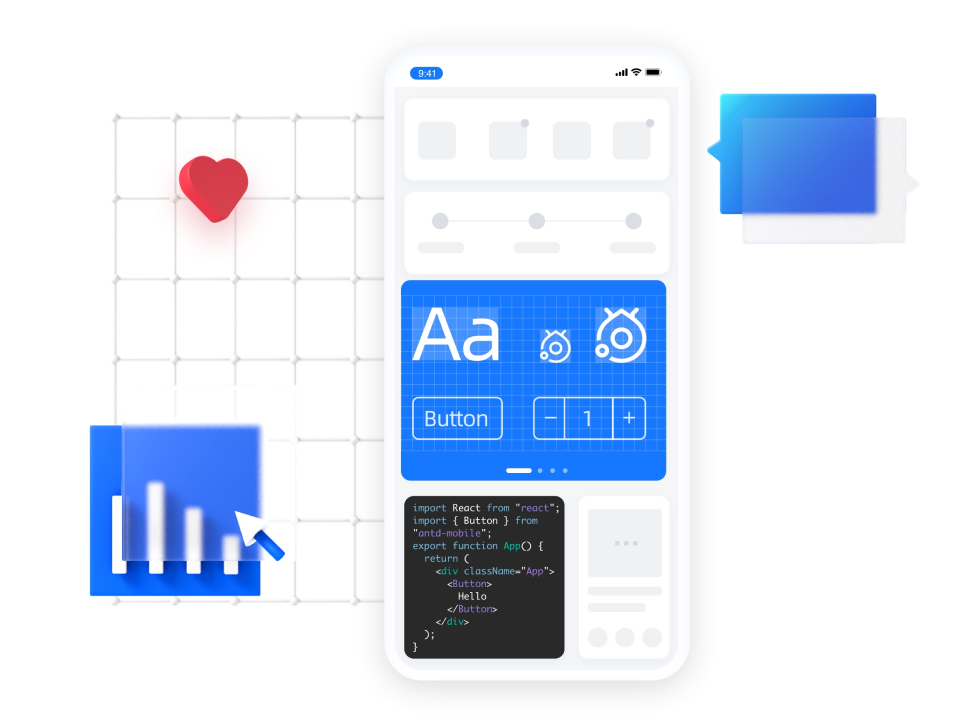 9:41
Aa
Button
− 1 +
import React from "react";
import { Button } from
"antd-mobile";
export function App() {
  return (
    <div className="App">
      <Button>
        Hello
      </Button>
    </div>
  );
}